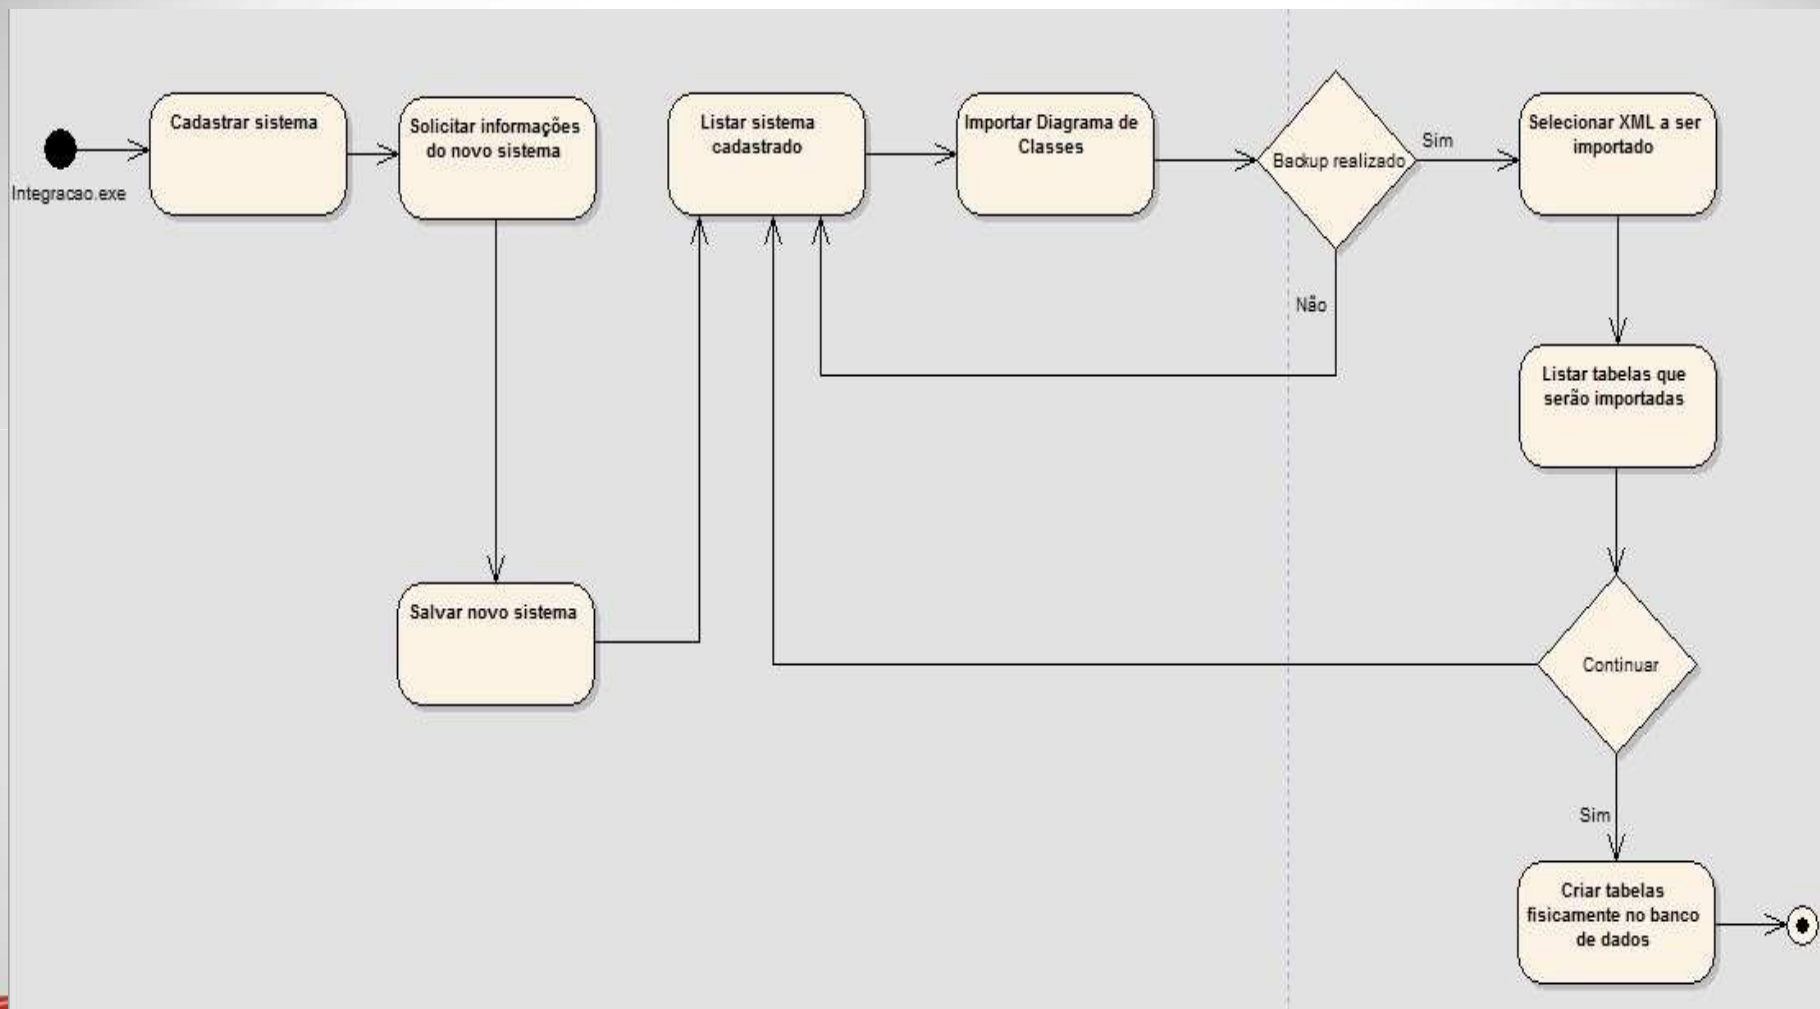 Integracao.exe
Cadastrar sistema
Solicitar informações
do novo sistema
Salvar novo sistema
Listar sistema
cadastrado
Importar Diagrama de
Classes
Backup realizado
Sim
Não
Selecionar XML a ser
importado
Listar tabelas que
serão importadas
Continuar
Sim
Criar tabelas
fisicamente no banco
de dados